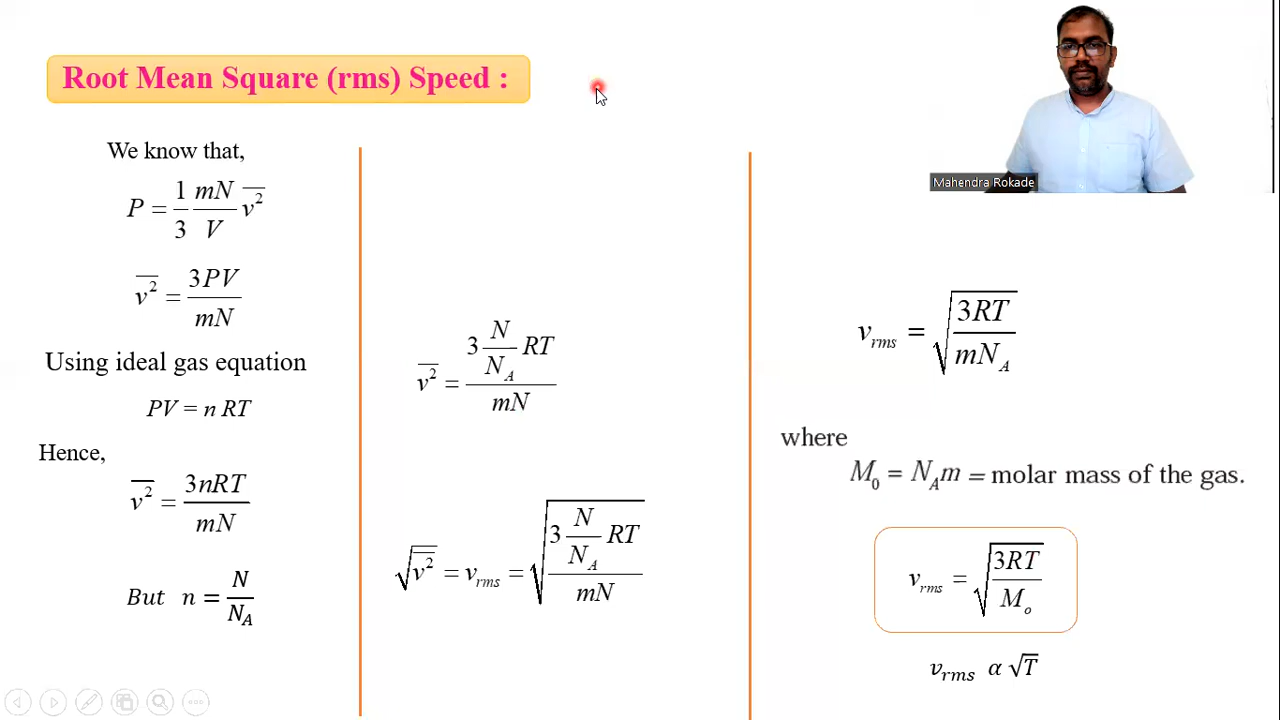 Root Mean Square (rms) Speed :
Mahendra Rokade
We know that,
P = 1/3 mN/V v̅²
v̅² = 3PV/mN
Using ideal gas equation
PV = n RT
Hence,
v̅² = 3nRT/mN
But n = N/N_A
v̅² = (3 N/N_A RT)/mN
√v̅² = v_rms = √((3 N/N_A RT)/mN)
v_rms = √(3RT/mN_A)
where
M₀ = N_A m = molar mass of the gas.
v_rms = √(3RT/M_o)
v_rms α √T